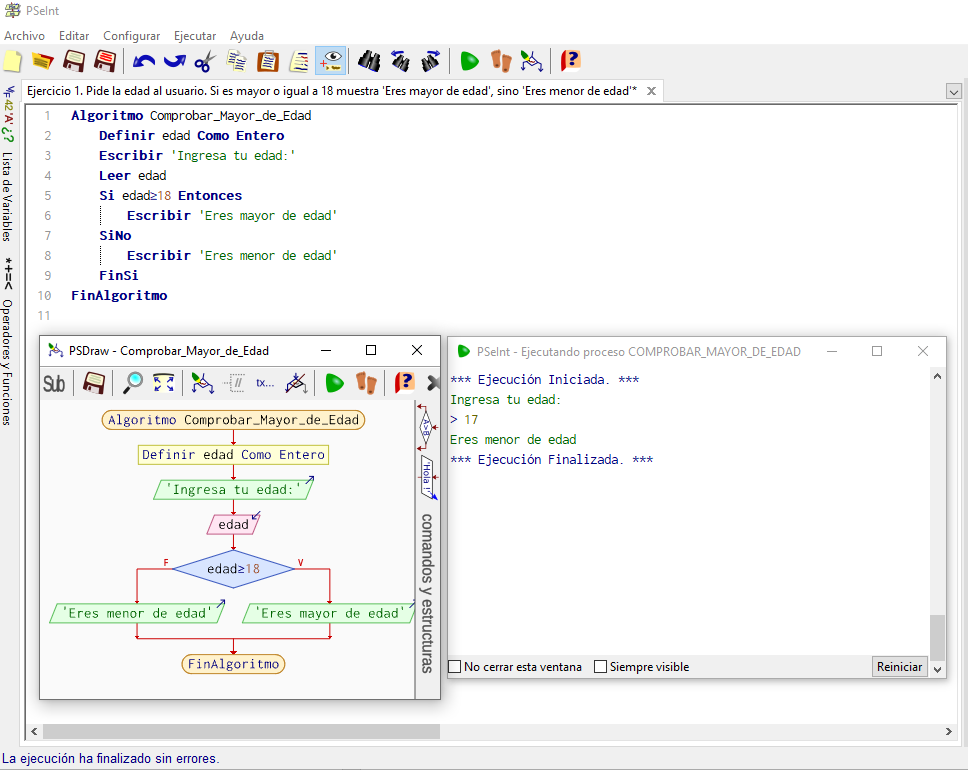 PSeInt
Archivo Editar Configurar Ejecutar Ayuda
Ejercicio 1. Pide la edad al usuario. Si es mayor o igual a 18 muestra 'Eres mayor de edad', sino 'Eres menor de edad'*
Lista de Variables
*+=<
Operadores y Funciones
1 Algoritmo Comprobar_Mayor_de_Edad
2 Definir edad Como Entero
3 Escribir 'Ingresa tu edad:'
4 Leer edad
5 Si edad≥18 Entonces
6 Escribir 'Eres mayor de edad'
7 SiNo
8 Escribir 'Eres menor de edad'
9 FinSi
10 FinAlgoritmo
11
PSDraw - Comprobar_Mayor_de_Edad
Sub // tx...
Algoritmo Comprobar_Mayor_de_Edad
Definir edad Como Entero
'Ingresa tu edad:'
edad
F edad≥18 V
'Eres menor de edad' 'Eres mayor de edad'
FinAlgoritmo
A>B
'Hola !'
comandos y estructuras
PSeInt - Ejecutando proceso COMPROBAR_MAYOR_DE_EDAD
*** Ejecución Iniciada. ***
Ingresa tu edad:
> 17
Eres menor de edad
*** Ejecución Finalizada. ***
No cerrar esta ventana Siempre visible Reiniciar
La ejecución ha finalizado sin errores.